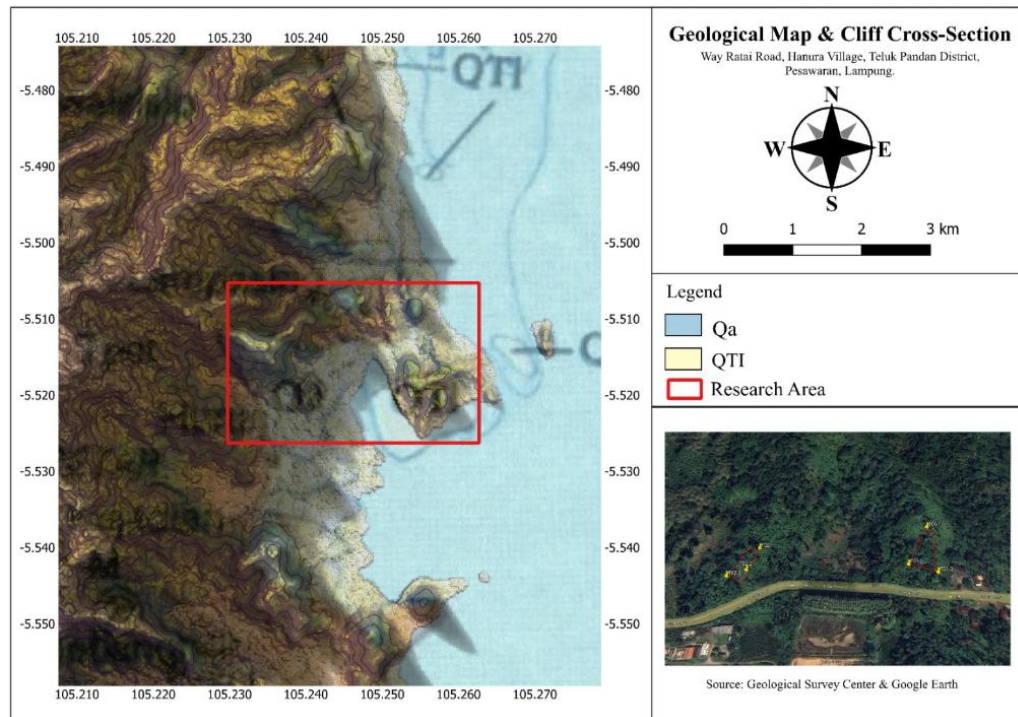 105.210 105.220 105.230 105.240 105.250 105.260 105.270
-5.480 -5.480
-5.490 -5.490
-5.500 -5.500
-5.510 -5.510
-5.520 -5.520
-5.530 -5.530
-5.540 -5.540
-5.550 -5.550
105.210 105.220 105.230 105.240 105.250 105.260 105.270
QTI
Geological Map & Cliff Cross-Section
Way Ratai Road, Hanura Village, Teluk Pandan District,
Pesawaran, Lampung.
N
W E
S
0 1 2 3 km
Legend
Qa
QTI
Research Area
Source: Geological Survey Center & Google Earth